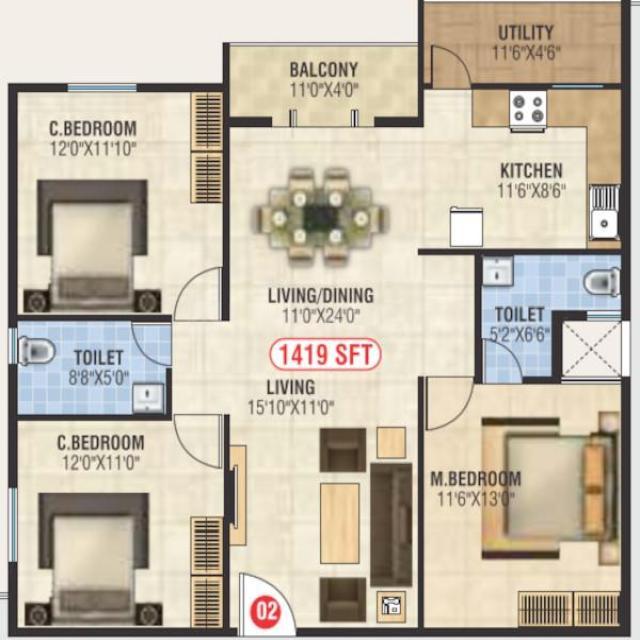 UTILITY
11'6"X4'6"
BALCONY
11'0"X4'0"
C.BEDROOM
12'0"X11'10"
KITCHEN
11'6"X8'6"
LIVING/DINING
11'0"X24'0"
TOILET
5'2"X6'6"
1419 SFT
TOILET
8'8"X5'0"
LIVING
15'10"X11'0"
C.BEDROOM
12'0"X11'0"
M.BEDROOM
11'6"X13'0"
02